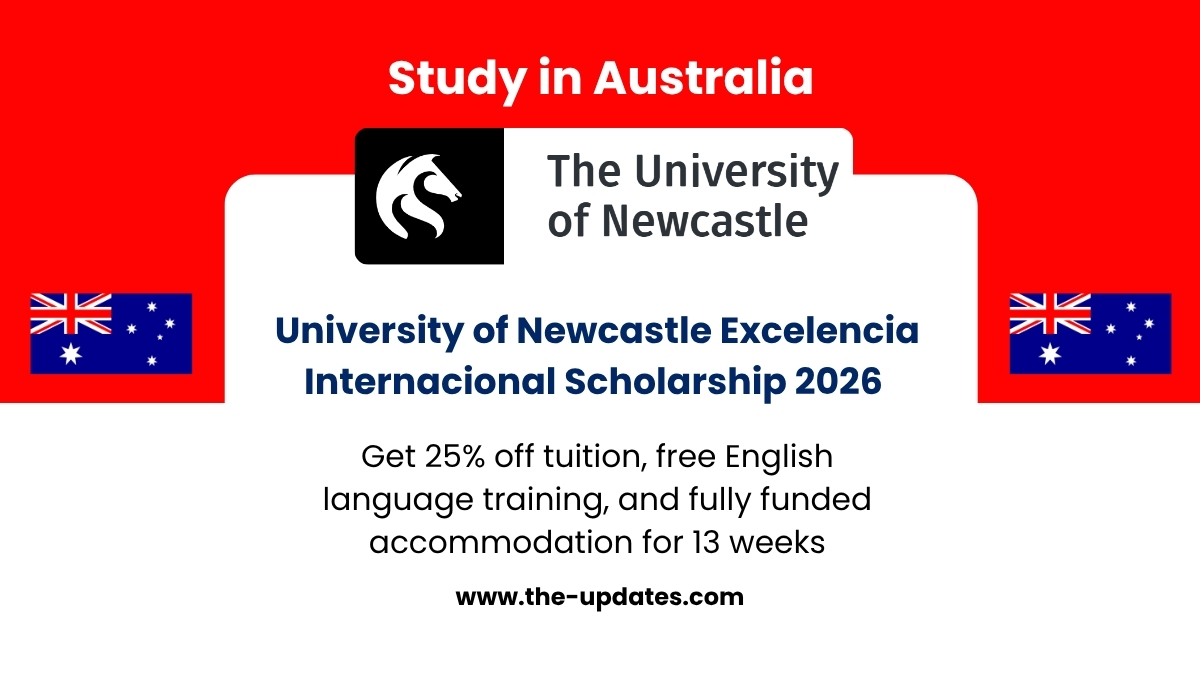 Study in Australia
The University
of Newcastle
University of Newcastle Excelencia
Internacional Scholarship 2026
Get 25% off tuition, free English
language training, and fully funded
accommodation for 13 weeks
www.the-updates.com